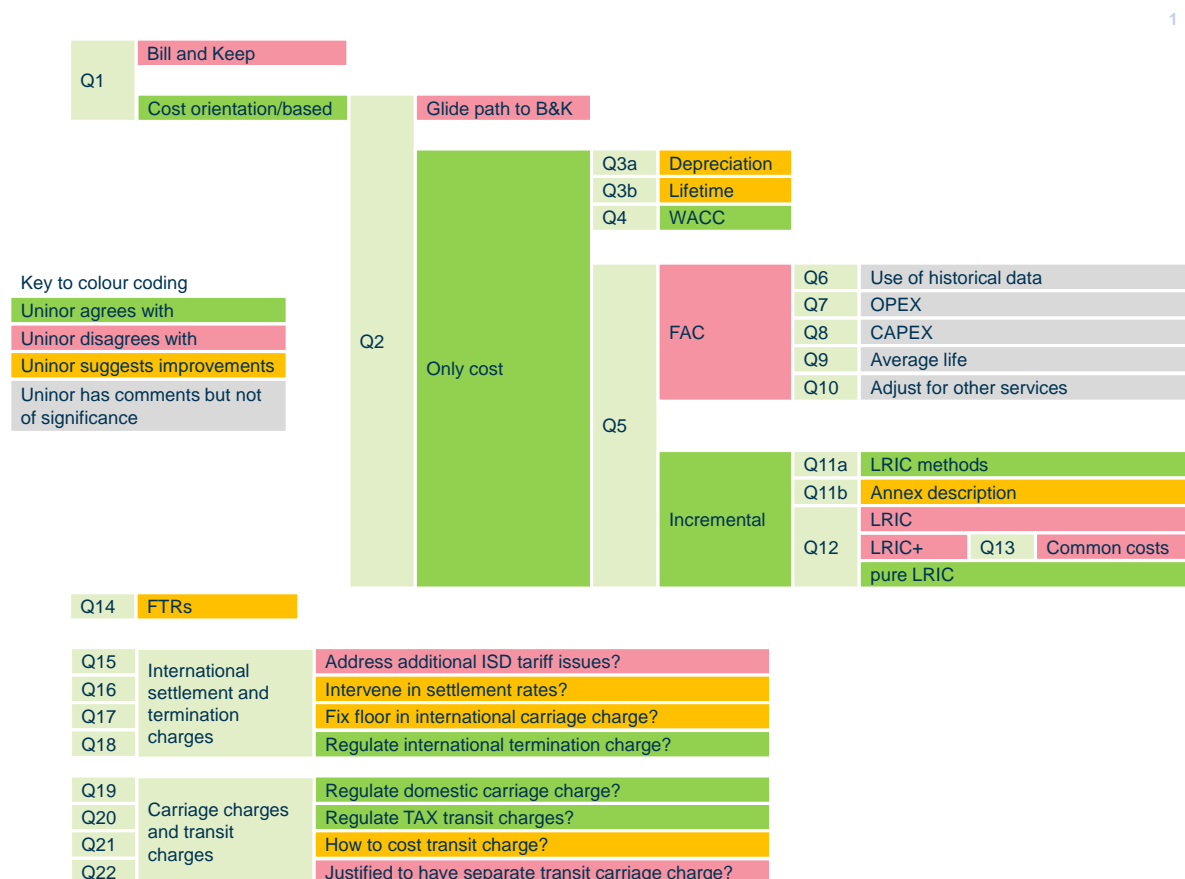 1
Q1
Bill and Keep
Cost orientation/based
Q2
Glide path to B&K
Only cost
Q3a
Depreciation
Q3b
Lifetime
Q4
WACC
Key to colour coding
Uninor agrees with
Uninor disagrees with
Uninor suggests improvements
Uninor has comments but not
of significance
Q5
FAC
Q6
Use of historical data
Q7
OPEX
Q8
CAPEX
Q9
Average life
Q10
Adjust for other services
Incremental
Q11a
LRIC methods
Q11b
Annex description
Q12
LRIC
LRIC+
Q13
Common costs
pure LRIC
Q14
FTRs
International
settlement and
termination
charges
Q15
Address additional ISD tariff issues?
Q16
Intervene in settlement rates?
Q17
Fix floor in international carriage charge?
Q18
Regulate international termination charge?
Carriage charges
and transit
charges
Q19
Regulate domestic carriage charge?
Q20
Regulate TAX transit charges?
Q21
How to cost transit charge?
Q22
Justified to have separate transit carriage charge?